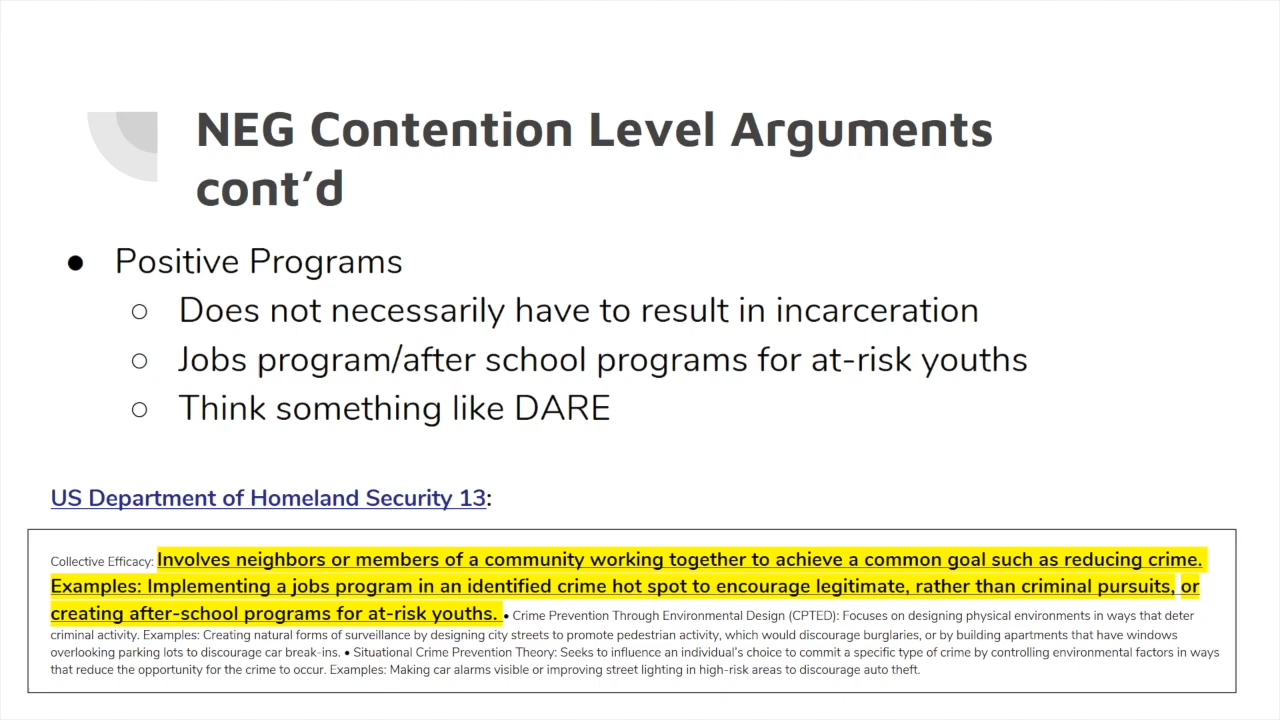 NEG Contention Level Arguments
cont’d
● Positive Programs
○ Does not necessarily have to result in incarceration
○ Jobs program/after school programs for at-risk youths
○ Think something like DARE
US Department of Homeland Security 13:
Collective Efficacy: Involves neighbors or members of a community working together to achieve a common goal such as reducing crime.
Examples: Implementing a jobs program in an identified crime hot spot to encourage legitimate, rather than criminal pursuits, or
creating after-school programs for at-risk youths. • Crime Prevention Through Environmental Design (CPTED): Focuses on designing physical environments in ways that deter
criminal activity. Examples: Creating natural forms of surveillance by designing city streets to promote pedestrian activity, which would discourage burglaries, or by building apartments that have windows
overlooking parking lots to discourage car break-ins. • Situational Crime Prevention Theory: Seeks to influence an individual’s choice to commit a specific type of crime by controlling environmental factors in ways
that reduce the opportunity for the crime to occur. Examples: Making car alarms visible or improving street lighting in high-risk areas to discourage auto theft.